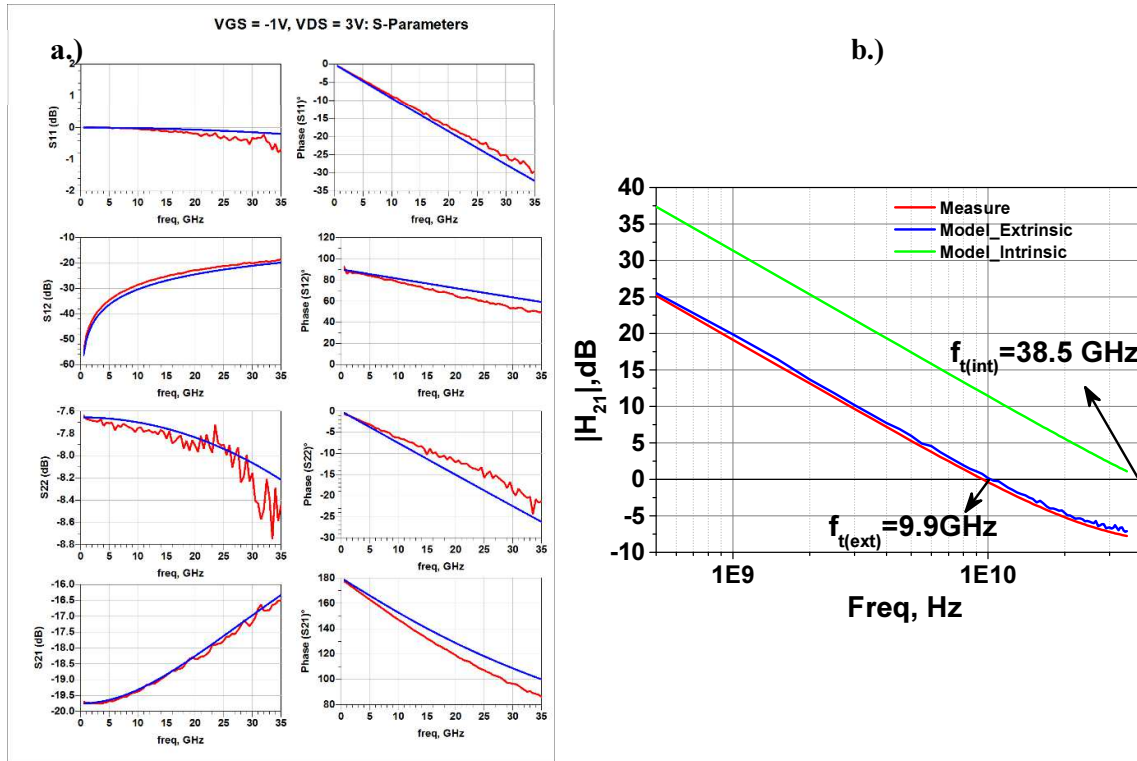 VGS = -1V, VDS = 3V: S-Parameters
a.)
2
1
0
-1
-2
S11 (dB)
0 5 10 15 20 25 30 35
freq, GHz
0
-5
-10
-15
-20
-25
-30
-35
Phase (S11)°
0 5 10 15 20 25 30 35
freq, GHz
-10
-20
-30
-40
-50
-60
S12 (dB)
0 5 10 15 20 25 30 35
freq, GHz
120
100
80
60
40
20
0
Phase (S12)°
0 5 10 15 20 25 30 35
freq, GHz
-7.6
-7.8
-8.0
-8.2
-8.4
-8.6
-8.8
S22 (dB)
0 5 10 15 20 25 30 35
freq, GHz
0
-5
-10
-15
-20
-25
-30
Phase (S22)°
0 5 10 15 20 25 30 35
freq, GHz
-16.0
-16.5
-17.0
-17.5
-18.0
-18.5
-19.0
-19.5
-20.0
S21 (dB)
0 5 10 15 20 25 30 35
freq, GHz
180
160
140
120
100
80
Phase (S21)°
0 5 10 15 20 25 30 35
freq, GHz
b.)
40
35
30
25
20
15
10
5
0
-5
-10
|H21|,dB
Measure
Model_Extrinsic
Model_Intrinsic
ft(int)=38.5 GHz
ft(ext)=9.9GHz
1E9 1E10
Freq, Hz